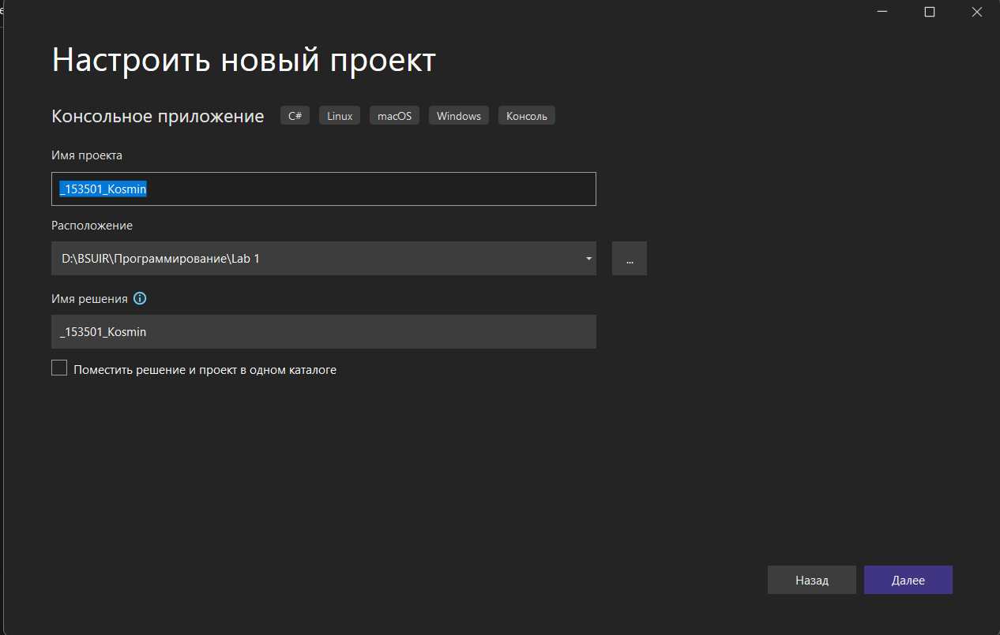 Настроить новый проект
Консольное приложение C# Linux macOS Windows Консоль
Имя проекта
_153501_Kosmin
Расположение
D:\BSUIR\Программирование\Lab 1
...
Имя решения
_153501_Kosmin
Поместить решение и проект в одном каталоге
Назад Далее